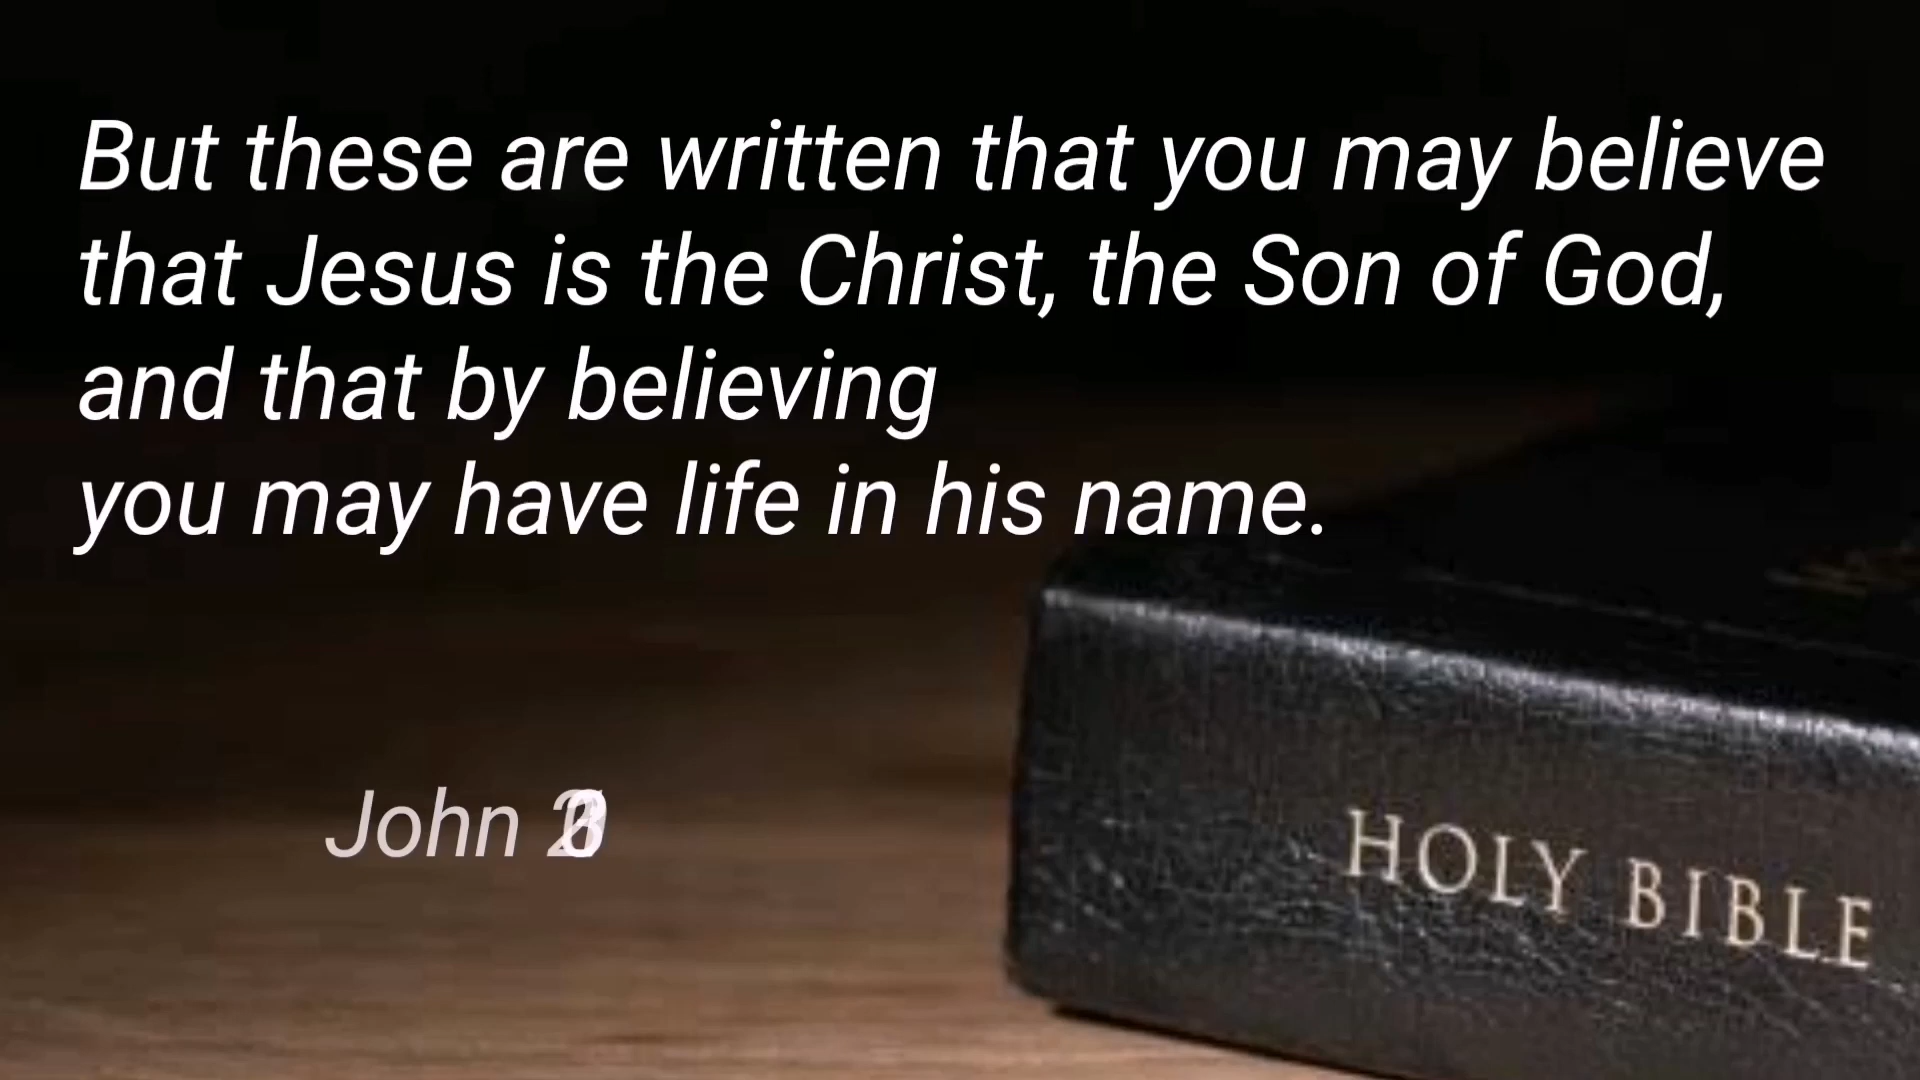 But these are written that you may believe
that Jesus is the Christ, the Son of God,
and that by believing
you may have life in his name.
John
HOLY BIBLE